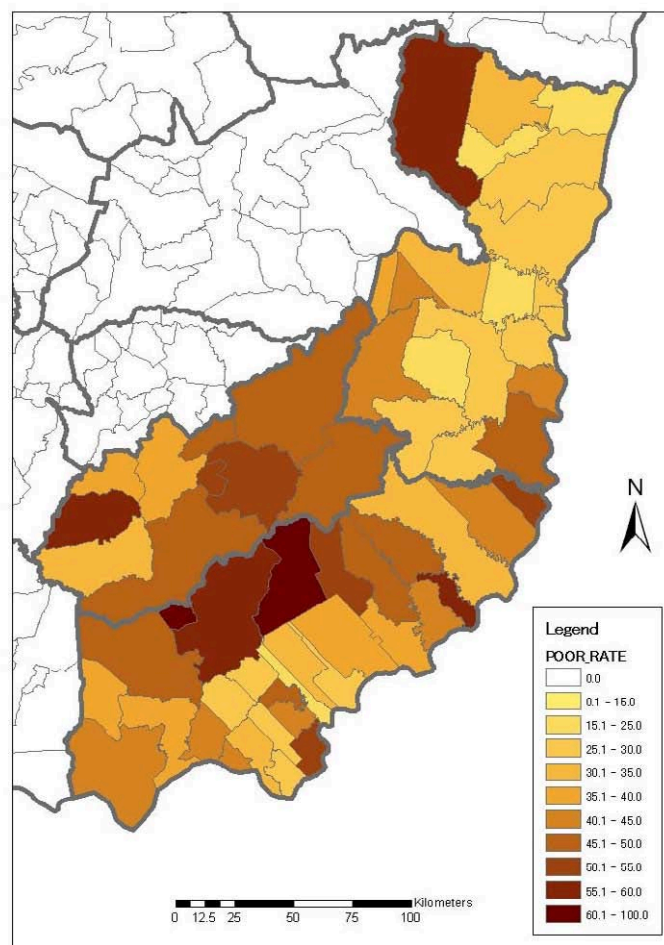 N
Legend
POOR_RATE
0.0
0.1 - 15.0
15.1 - 25.0
25.1 - 30.0
30.1 - 35.0
35.1 - 40.0
40.1 - 45.0
45.1 - 50.0
50.1 - 55.0
55.1 - 60.0
60.1 - 100.0
Kilometers
0 12.5 25 50 75 100